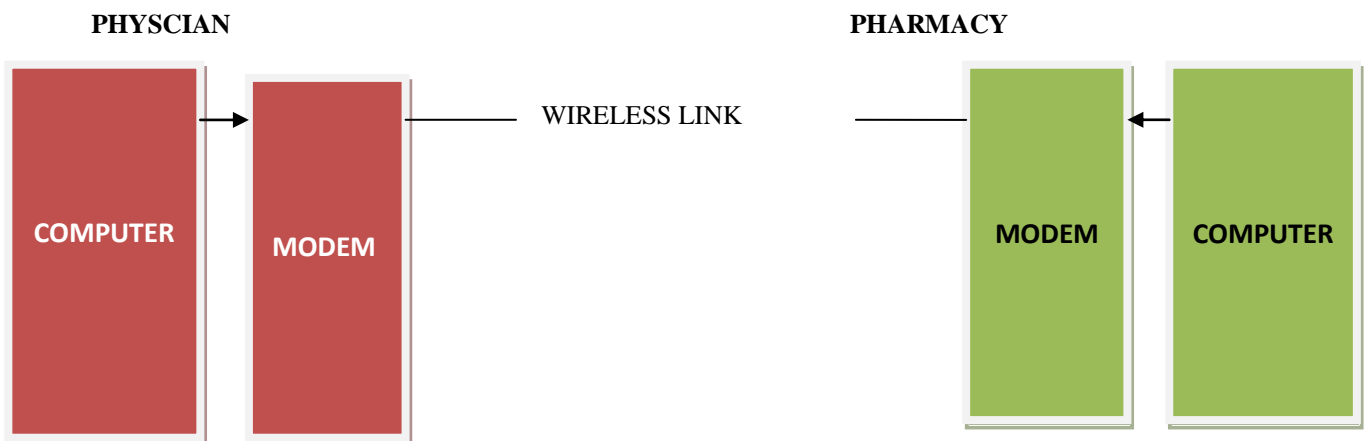 PHYSCIAN
PHARMACY
WIRELESS LINK
COMPUTER
MODEM
MODEM
COMPUTER